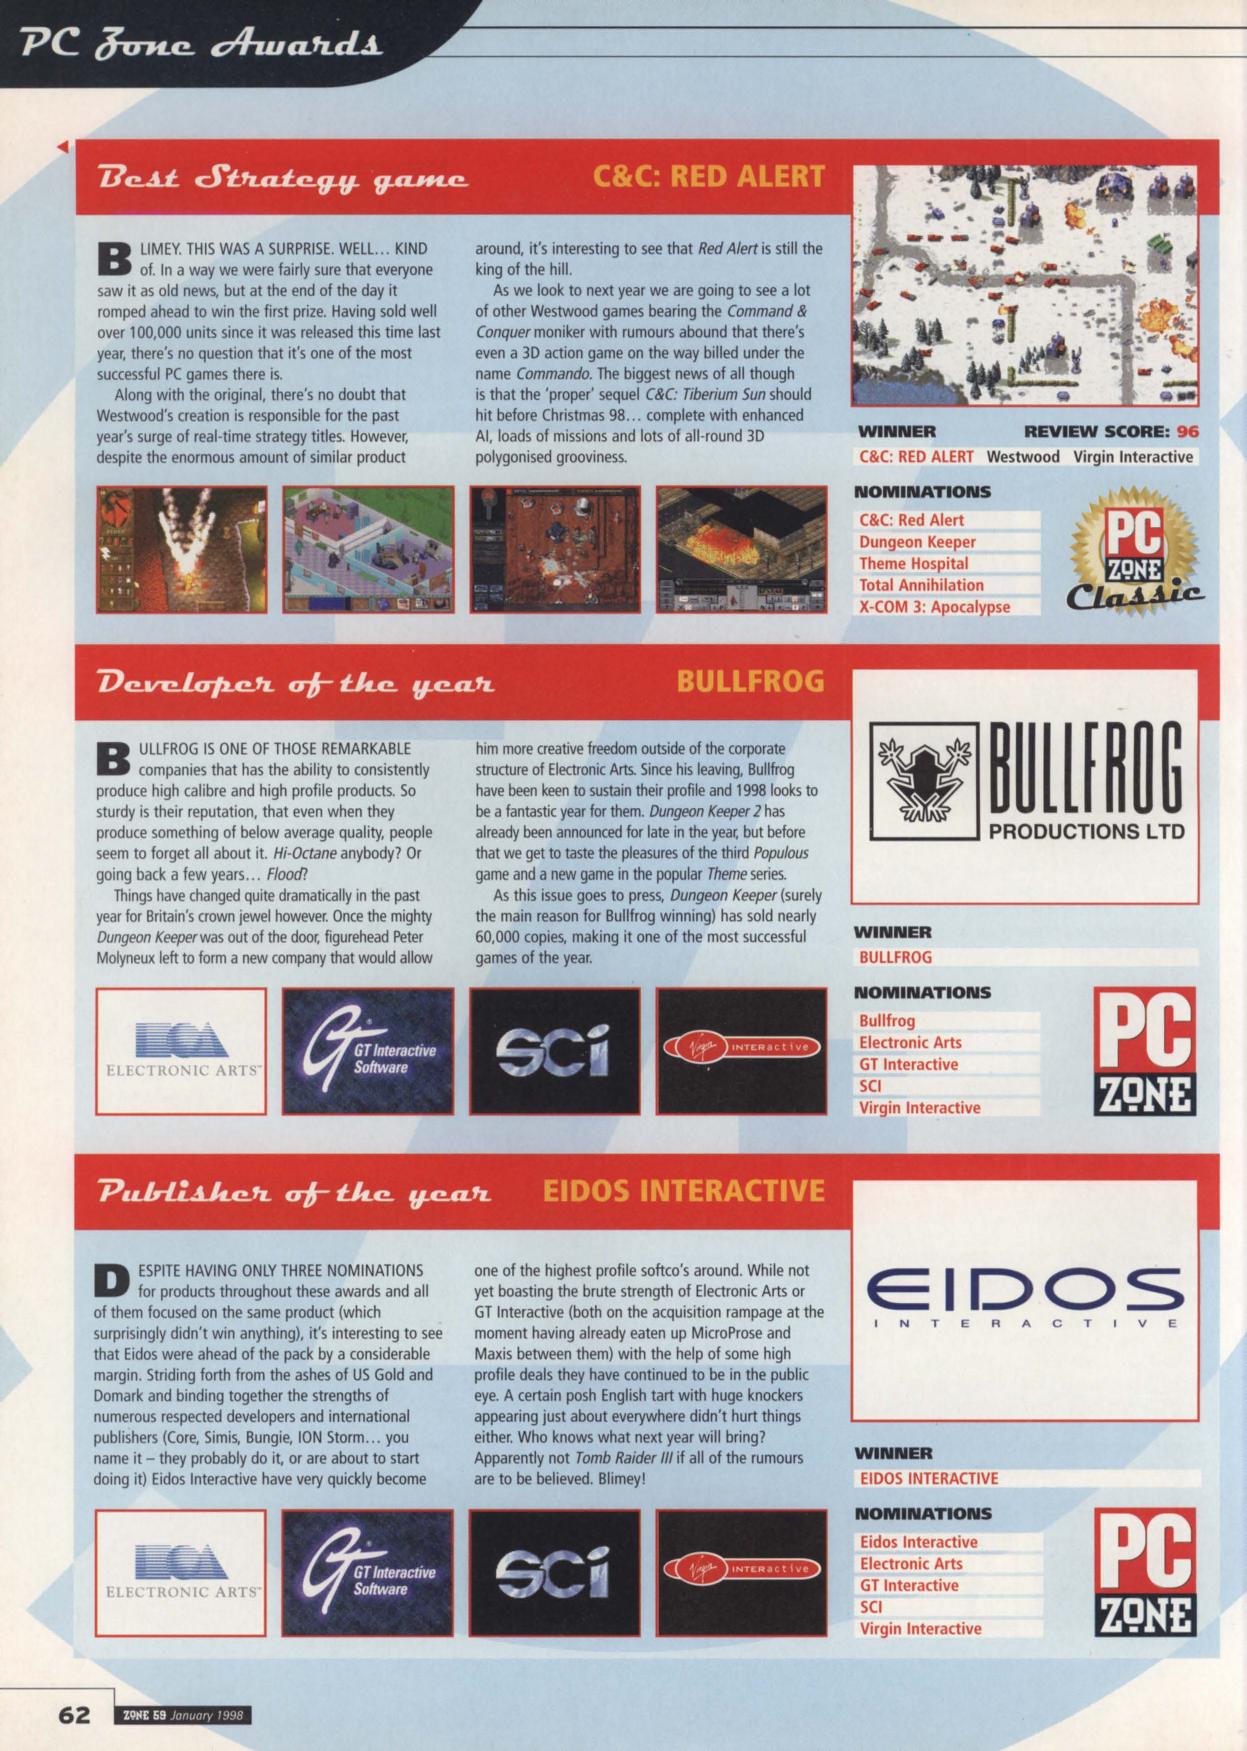 PC Zone Awards
Best Strategy game
C&C: RED ALERT
BLIMEY. THIS WAS A SURPRISE. WELL... KIND
of. In a way we were fairly sure that everyone
saw it as old news, but at the end of the day it
romped ahead to win the first prize. Having sold well
over 100,000 units since it was released this time last
year, there's no question that it's one of the most
successful PC games there is.
Along with the original, there's no doubt that
Westwood's creation is responsible for the past
year's surge of real-time strategy titles. However,
despite the enormous amount of similar product
around, it's interesting to see that Red Alert is still the
king of the hill.
As we look to next year we are going to see a lot
of other Westwood games bearing the Command &
Conquer moniker with rumours abound that there's
even a 3D action game on the way billed under the
name Commando. The biggest news of all though
is that the 'proper' sequel C&C: Tiberium Sun should
hit before Christmas 98... complete with enhanced
AI, loads of missions and lots of all-round 3D
polygonised grooviness.
WINNER REVIEW SCORE: 96
C&C: RED ALERT Westwood Virgin Interactive
NOMINATIONS
C&C: Red Alert
Dungeon Keeper
Theme Hospital
Total Annihilation
X-COM 3: Apocalypse
PC
ZONE
Classic
Developer of the year
BULLFROG
BULLFROG IS ONE OF THOSE REMARKABLE
companies that has the ability to consistently
produce high calibre and high profile products. So
sturdy is their reputation, that even when they
produce something of below average quality, people
seem to forget all about it. Hi-Octane anybody? Or
going back a few years... Flood?
Things have changed quite dramatically in the past
year for Britain's crown jewel however. Once the mighty
Dungeon Keeper was out of the door, figurehead Peter
Molyneux left to form a new company that would allow
him more creative freedom outside of the corporate
structure of Electronic Arts. Since his leaving, Bullfrog
have been keen to sustain their profile and 1998 looks to
be a fantastic year for them. Dungeon Keeper 2 has
already been announced for late in the year, but before
that we get to taste the pleasures of the third Populous
game and a new game in the popular Theme series.
As this issue goes to press, Dungeon Keeper (surely
the main reason for Bullfrog winning) has sold nearly
60,000 copies, making it one of the most successful
games of the year.
BULLFROG
PRODUCTIONS LTD
WINNER
BULLFROG
NOMINATIONS
Bullfrog
Electronic Arts
GT Interactive
SCI
Virgin Interactive
PC
ZONE
EOA
ELECTRONIC ARTS™
GT ®
GT Interactive
Software
SCi
Virgin INTERactive
Publisher of the year
EIDOS INTERACTIVE
DESPITE HAVING ONLY THREE NOMINATIONS
for products throughout these awards and all
of them focused on the same product (which
surprisingly didn't win anything), it's interesting to see
that Eidos were ahead of the pack by a considerable
margin. Striding forth from the ashes of US Gold and
Domark and binding together the strengths of
numerous respected developers and international
publishers (Core, Simis, Bungie, ION Storm... you
name it – they probably do it, or are about to start
doing it) Eidos Interactive have very quickly become
one of the highest profile softco's around. While not
yet boasting the brute strength of Electronic Arts or
GT Interactive (both on the acquisition rampage at the
moment having already eaten up MicroProse and
Maxis between them) with the help of some high
profile deals they have continued to be in the public
eye. A certain posh English tart with huge knockers
appearing just about everywhere didn't hurt things
either. Who knows what next year will bring?
Apparently not Tomb Raider III if all of the rumours
are to be believed. Blimey!
EIDOS
INTERACTIVE
WINNER
EIDOS INTERACTIVE
NOMINATIONS
Eidos Interactive
Electronic Arts
GT Interactive
SCI
Virgin Interactive
PC
ZONE
EOA
ELECTRONIC ARTS™
GT ®
GT Interactive
Software
SCi
Virgin INTERactive
62
ZONE 59 January 1998